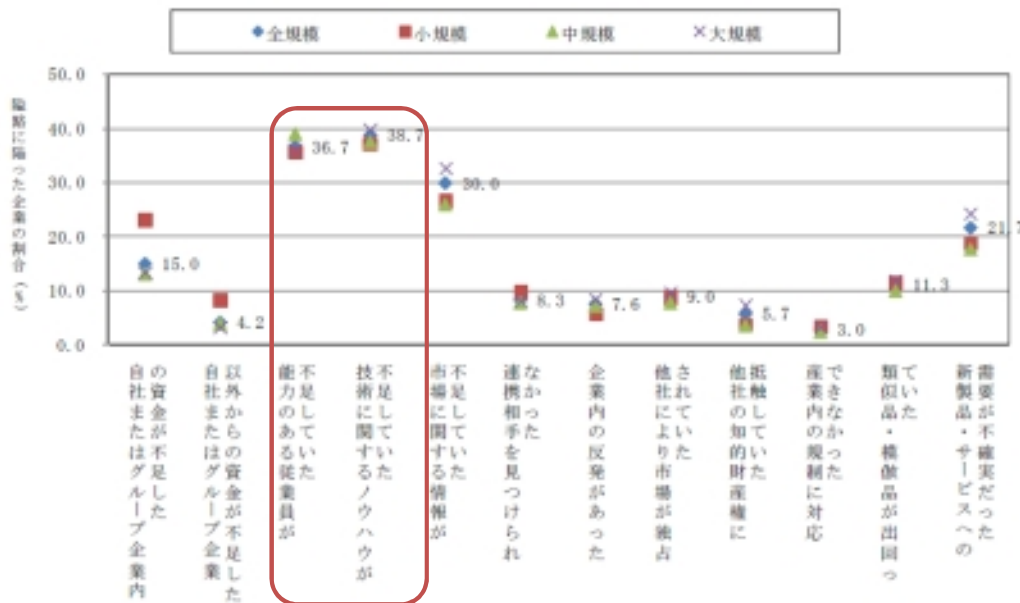 全規模 小規模 中規模 大規模
隘路に陥った企業の割合（%）
50.0
40.0
30.0
20.0
10.0
0.0
15.0
4.2
36.7
38.7
30.0
8.3
7.6
9.0
5.7
3.0
11.3
21.7
自社またはグループ企業内
の資金が不足した
自社またはグループ企業
以外からの資金が不足した
能力のある従業員が
不足していた
技術に関するノウハウが
不足していた
市場に関する情報が
不足していた
連携相手を見つけられ
なかった
企業内の反発があった
他社により市場が独占
されていた
他社の知的財産権に
抵触していた
産業内の規制に対応
できなかった
類似品・模倣品が出回っ
ていた
新製品・サービスへの
需要が不確実だった